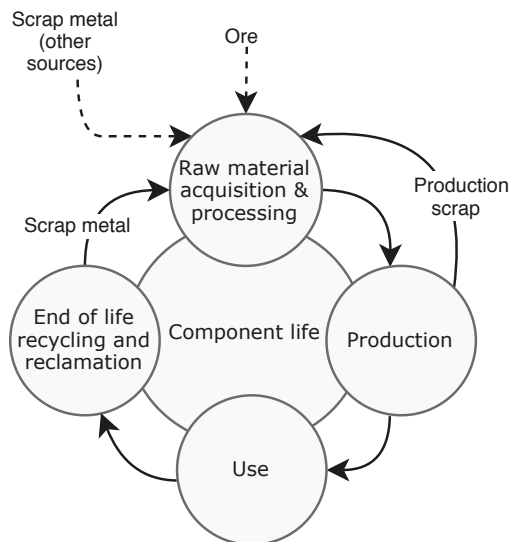 Scrap metal
(other
sources)
Ore
Raw material
acquisition &
processing
Production
scrap
Scrap metal
End of life
recycling and
reclamation
Component life
Production
Use